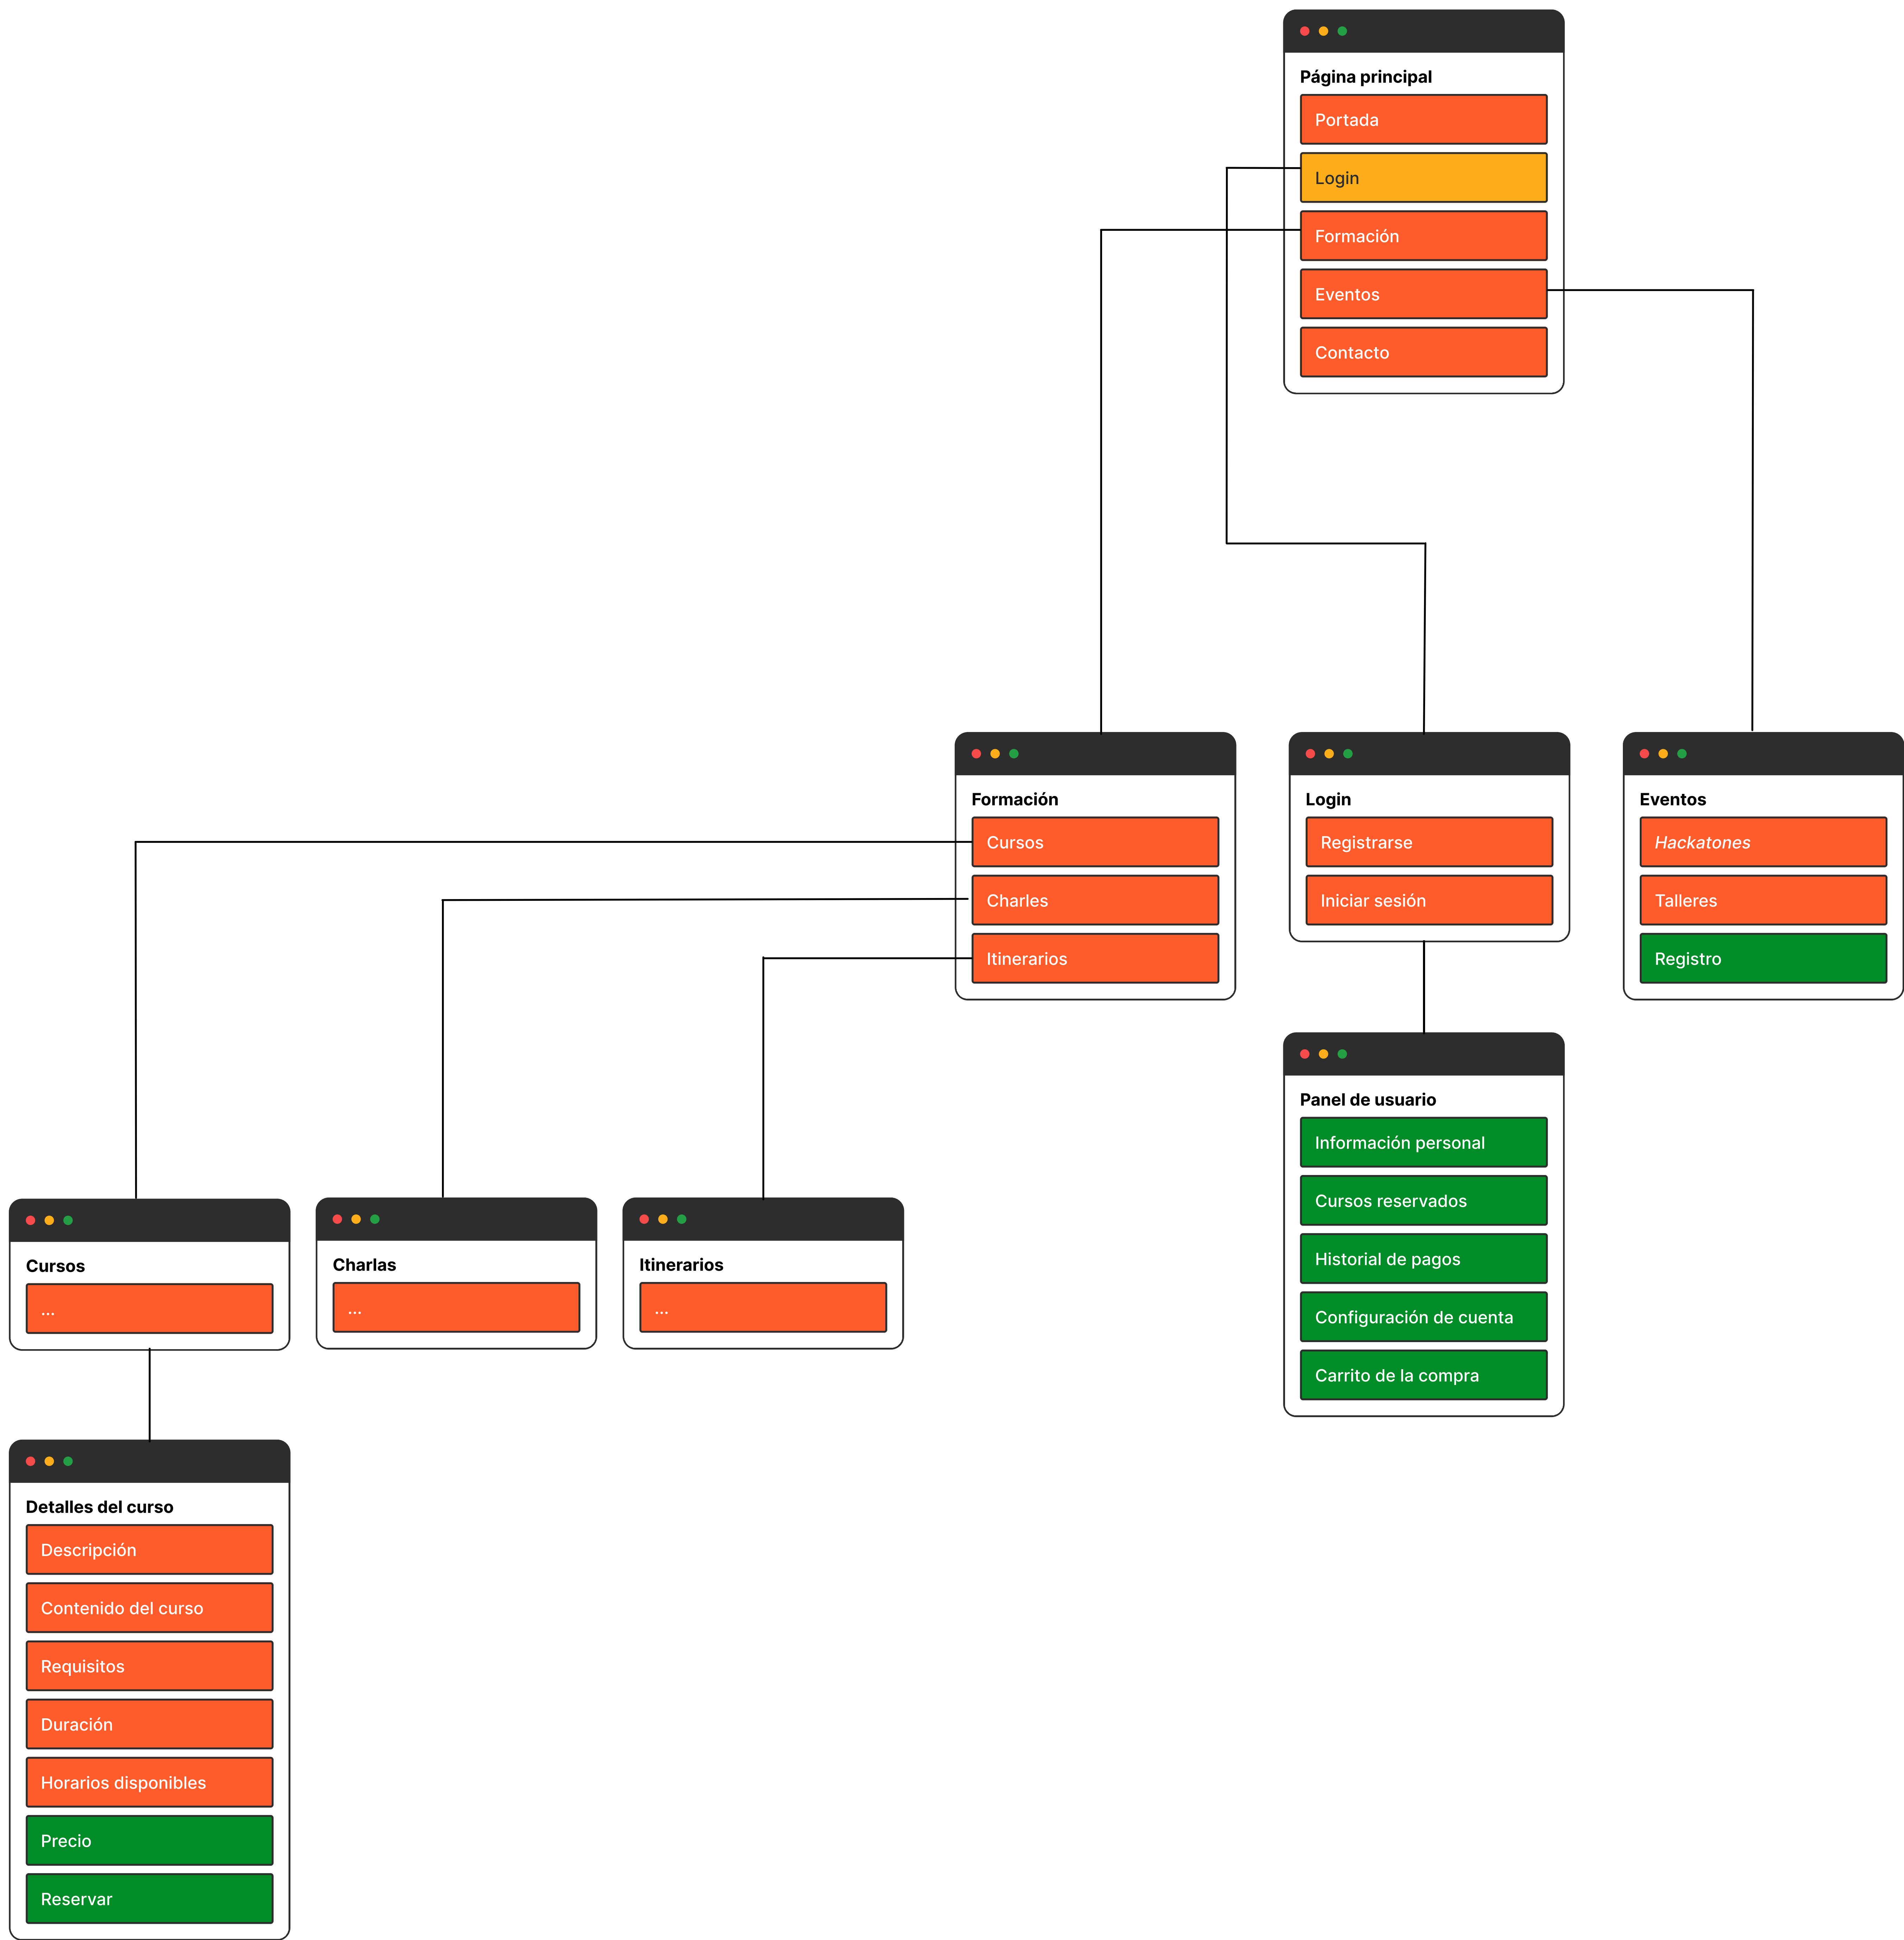 Página principal
Portada
Login
Formación
Eventos
Contacto
Formación
Cursos
Charles
Itinerarios
Login
Registrarse
Iniciar sesión
Eventos
Hackatones
Talleres
Registro
Panel de usuario
Información personal
Cursos reservados
Historial de pagos
Configuración de cuenta
Carrito de la compra
Cursos
...
Charlas
...
Itinerarios
...
Detalles del curso
Descripción
Contenido del curso
Requisitos
Duración
Horarios disponibles
Precio
Reservar